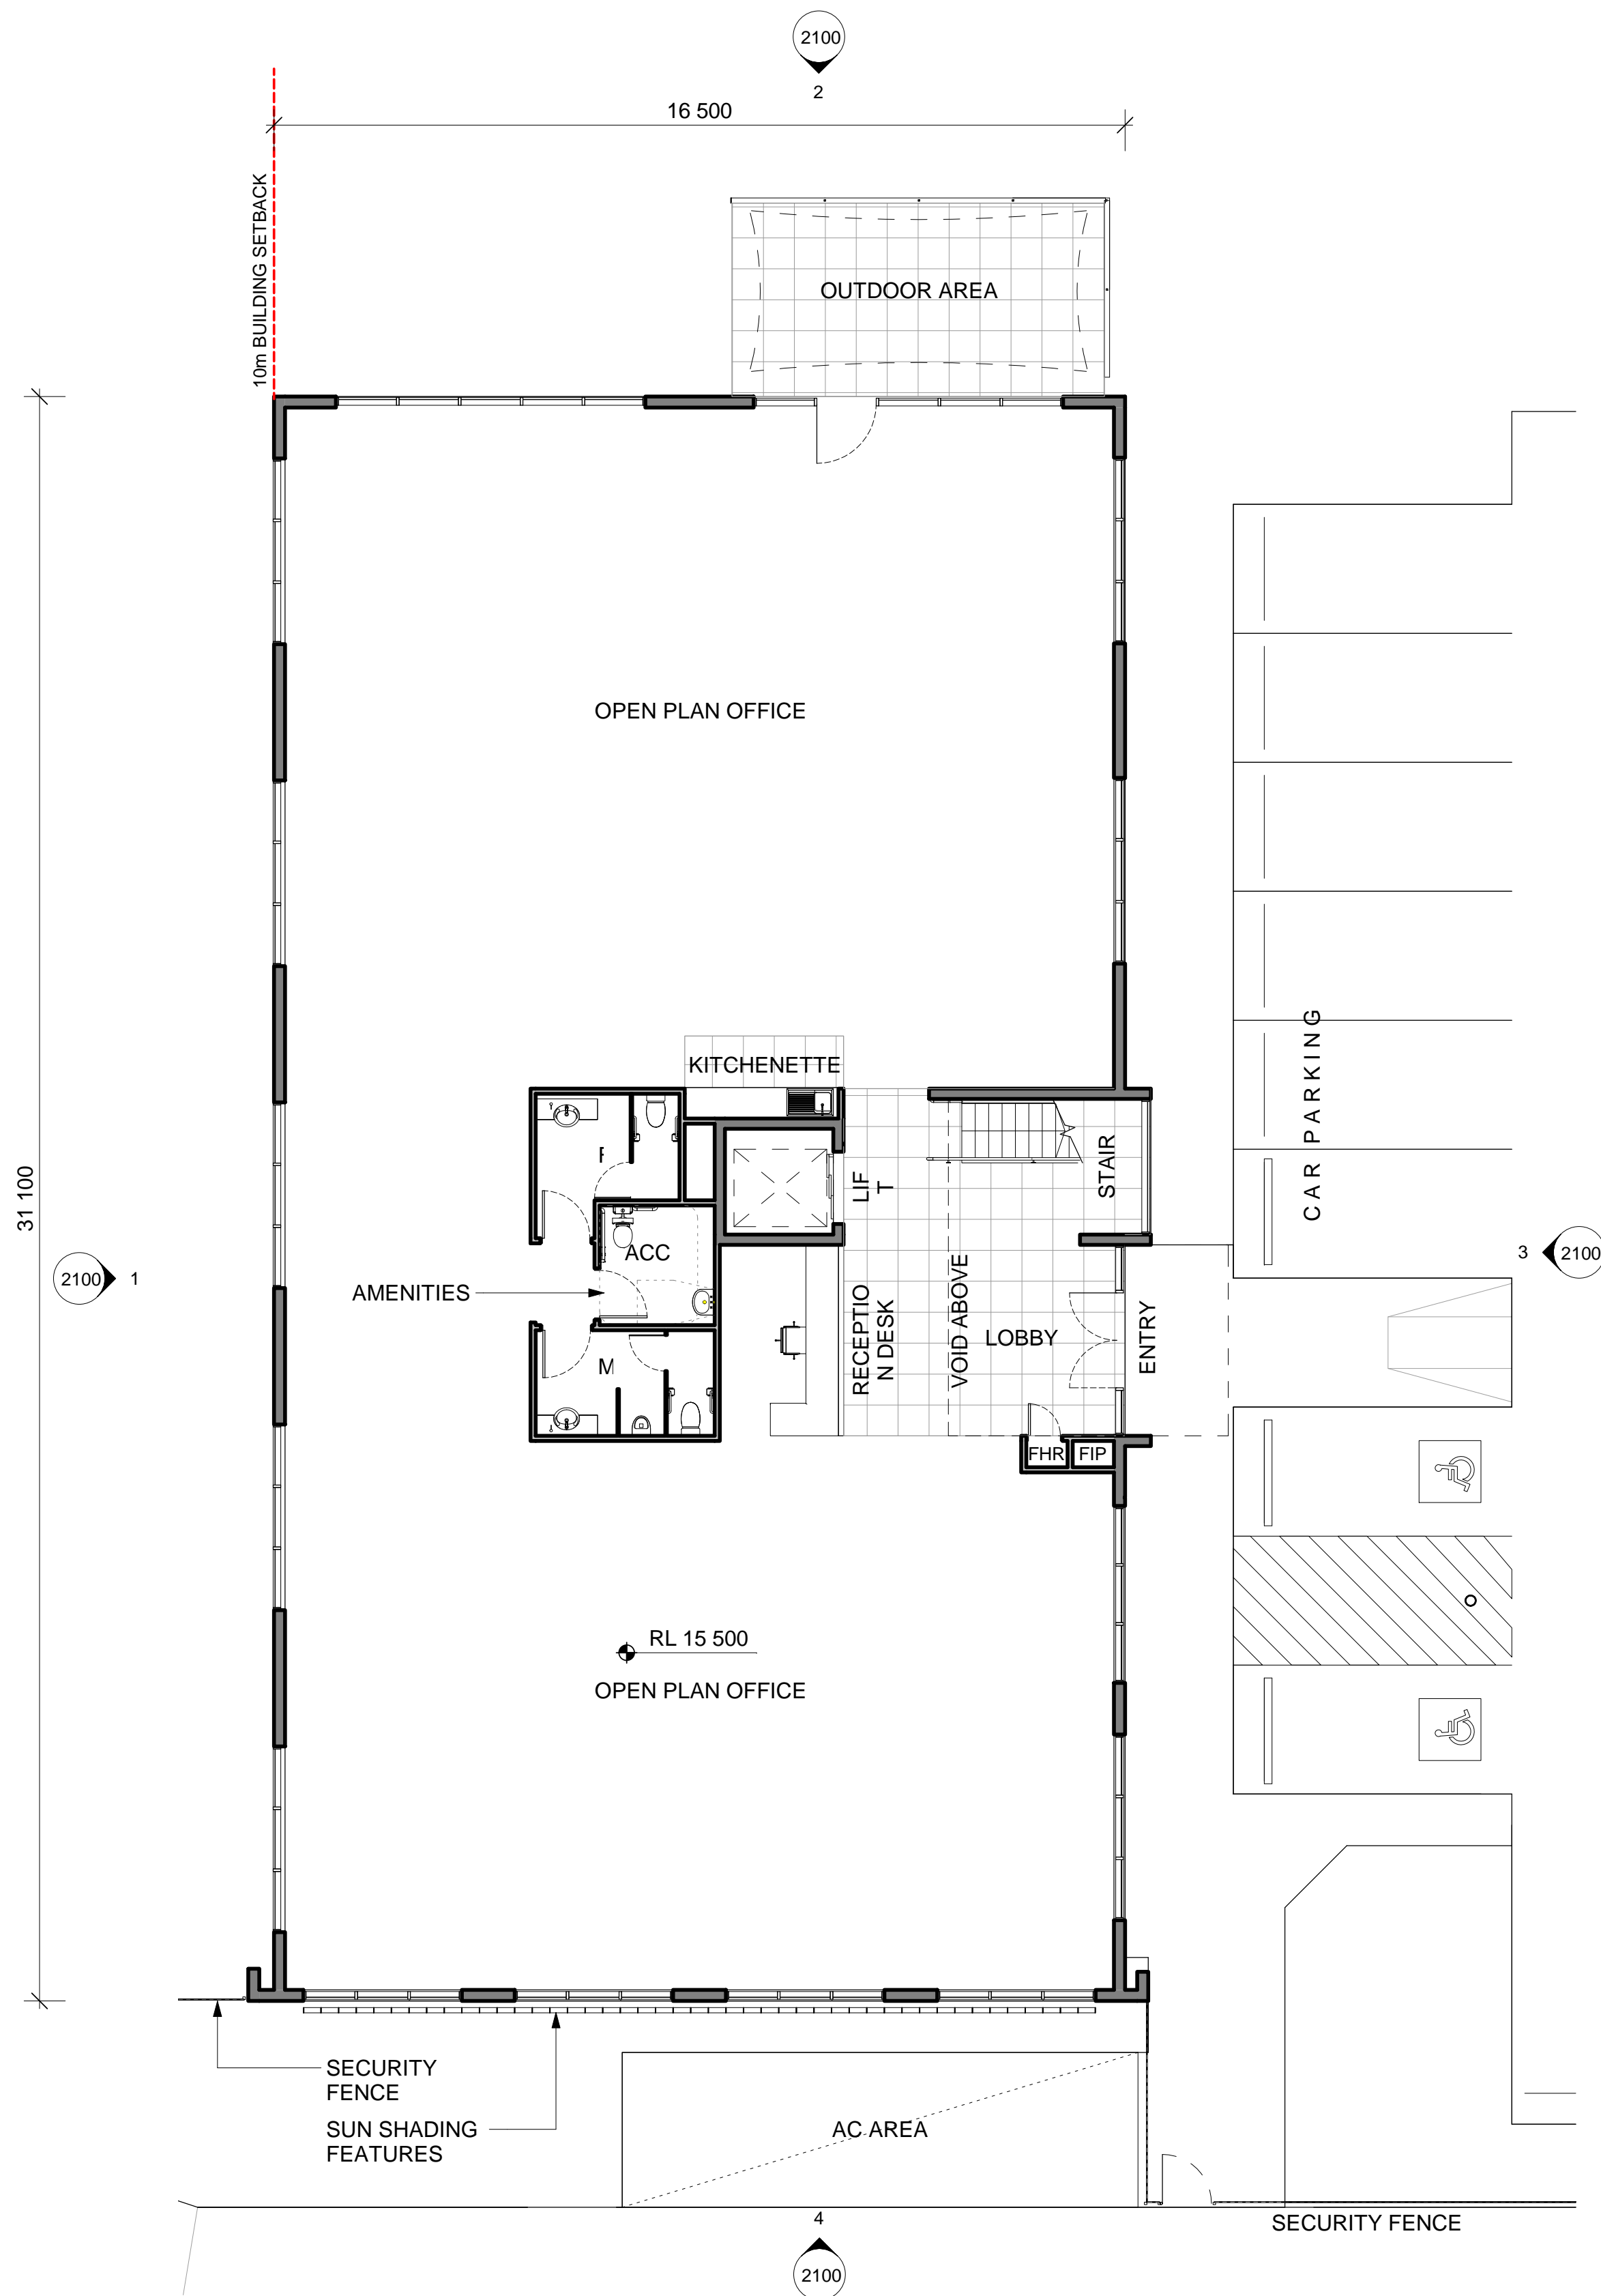 2100
2
16 500
10m BUILDING SETBACK
OUTDOOR AREA
OPEN PLAN OFFICE
KITCHENETTE
CAR PARKING
31 100
LIF
T
STAIR
ACC
2100
1
AMENITIES
RECEPTIO
N DESK
VOID ABOVE
LOBBY
ENTRY
3
2100
M
FHR
FIP
RL 15 500
OPEN PLAN OFFICE
SECURITY
FENCE
SUN SHADING
FEATURES
AC AREA
4
2100
SECURITY FENCE